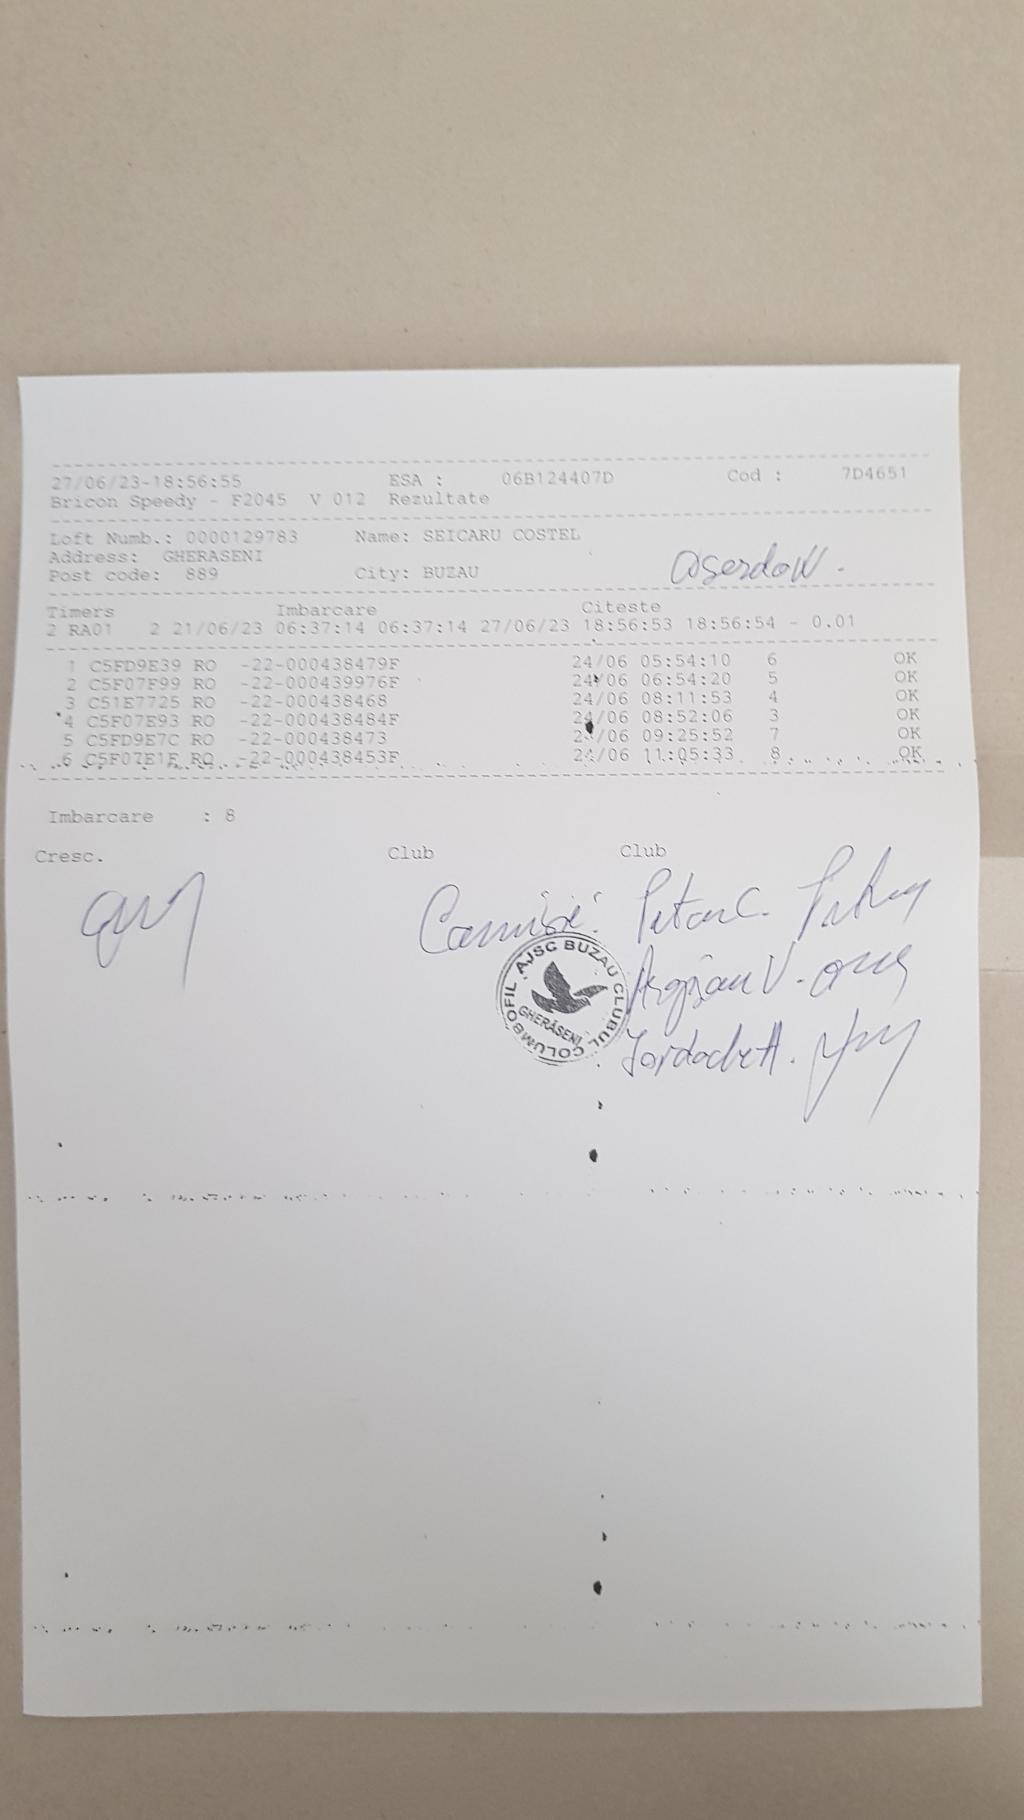 27/06/23-18:56:55 ESA : 06B124407D Cod : 7D4651
Bricon Speedy - F2045 V 012 Rezultate
Loft Numb.: 0000129783 Name: SEICARU COSTEL
Address: GHERASENI
Post code: 889 City: BUZAU
Timers Imbarcare Citeste
2 RA01 2 21/06/23 06:37:14 06:37:14 27/06/23 18:56:53 18:56:54 - 0.01
1 C5FD9E39 RO -22-000438479F 24/06 05:54:10 6 OK
2 C5F07F99 RO -22-000439976F 24/06 06:54:20 5 OK
3 C51E7725 RO -22-000438468 24/06 08:11:53 4 OK
4 C5F07E93 RO -22-000438484F 24/06 08:52:06 3 OK
5 C5FD9E7C RO -22-000438473 24/06 09:25:52 7 OK
6 C5F07E1F RO -22-000438453F 24/06 11:05:33 8 OK
Imbarcare : 8
Cresc. Club Club
AJSC BUZAU CLUBUL COLUMBOFIL
GHERĂSENI